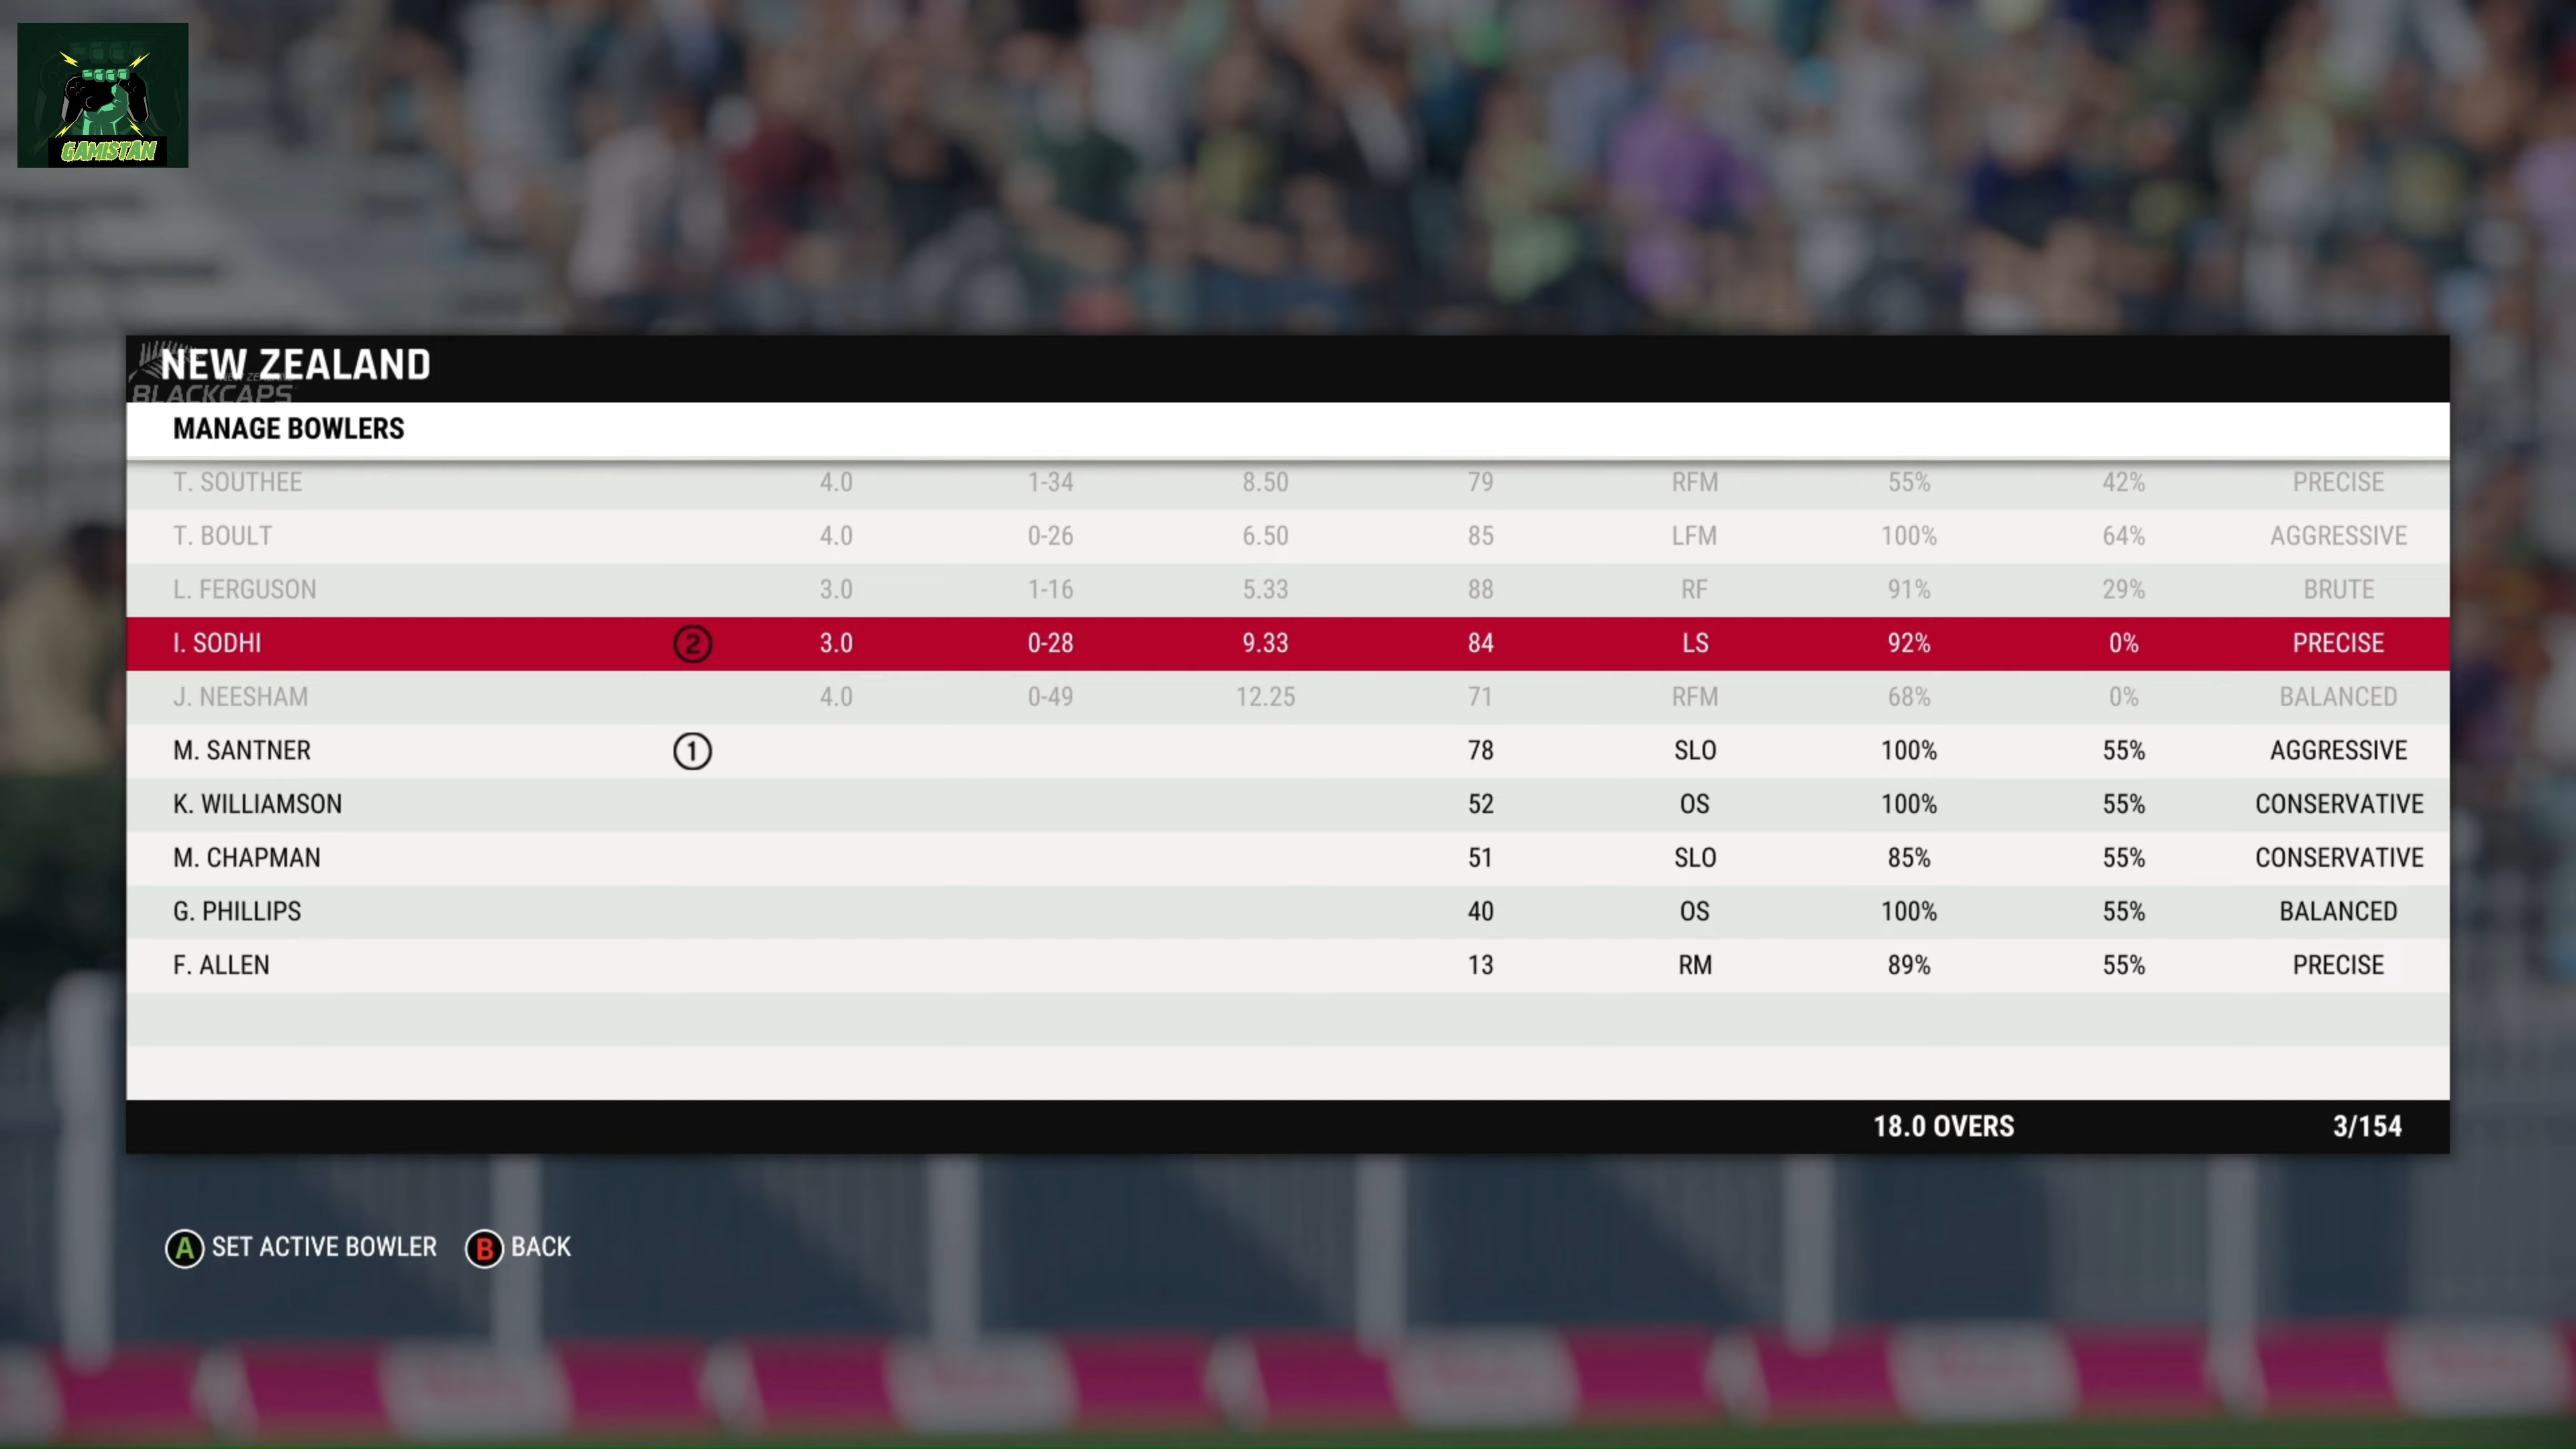 GAMISTAN
NEW ZEALAND
NEW ZEALAND
BLACKCAPS
MANAGE BOWLERS
T. SOUTHEE 4.0 1-34 8.50 79 RFM 55% 42% PRECISE
T. BOULT 4.0 0-26 6.50 85 LFM 100% 64% AGGRESSIVE
L. FERGUSON 3.0 1-16 5.33 88 RF 91% 29% BRUTE
I. SODHI 2 3.0 0-28 9.33 84 LS 92% 0% PRECISE
J. NEESHAM 4.0 0-49 12.25 71 RFM 68% 0% BALANCED
M. SANTNER 1 78 SLO 100% 55% AGGRESSIVE
K. WILLIAMSON 52 OS 100% 55% CONSERVATIVE
M. CHAPMAN 51 SLO 85% 55% CONSERVATIVE
G. PHILLIPS 40 OS 100% 55% BALANCED
F. ALLEN 13 RM 89% 55% PRECISE
18.0 OVERS 3/154
A SET ACTIVE BOWLER B BACK